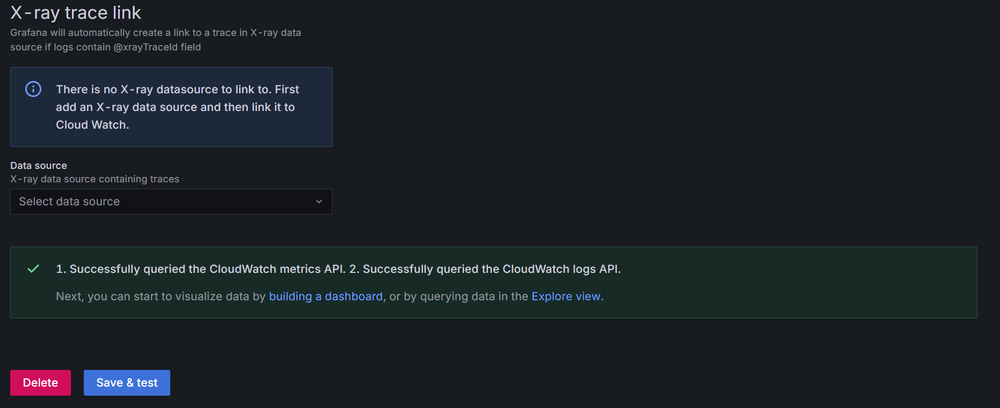 X-ray trace link
Grafana will automatically create a link to a trace in X-ray data
source if logs contain @xrayTraceId field
There is no X-ray datasource to link to. First
add an X-ray data source and then link it to
Cloud Watch.
Data source
X-ray data source containing traces
Select data source
1. Successfully queried the CloudWatch metrics API. 2. Successfully queried the CloudWatch logs API.
Next, you can start to visualize data by building a dashboard, or by querying data in the Explore view.
Delete
Save & test